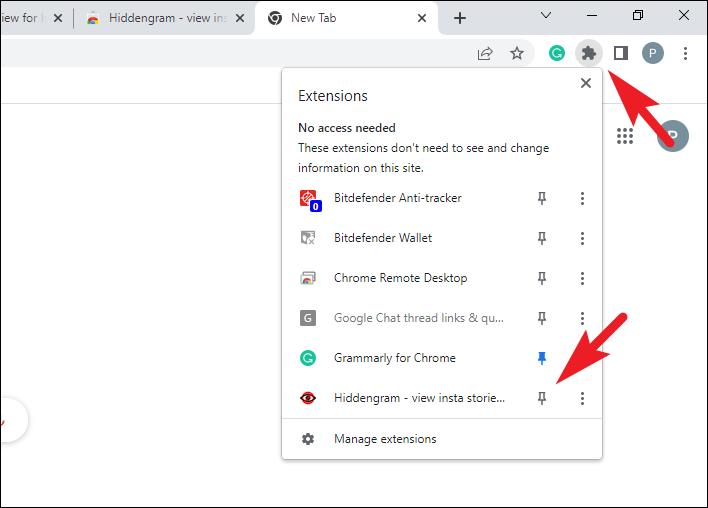 iew for I
Hiddengram - view inst
New Tab
P
Extensions
No access needed
These extensions don't need to see and change
information on this site.
0
Bitdefender Anti-tracker
Bitdefender Wallet
Chrome Remote Desktop
G
Google Chat thread links & qu...
Grammarly for Chrome
Hiddengram - view insta storie...
Manage extensions